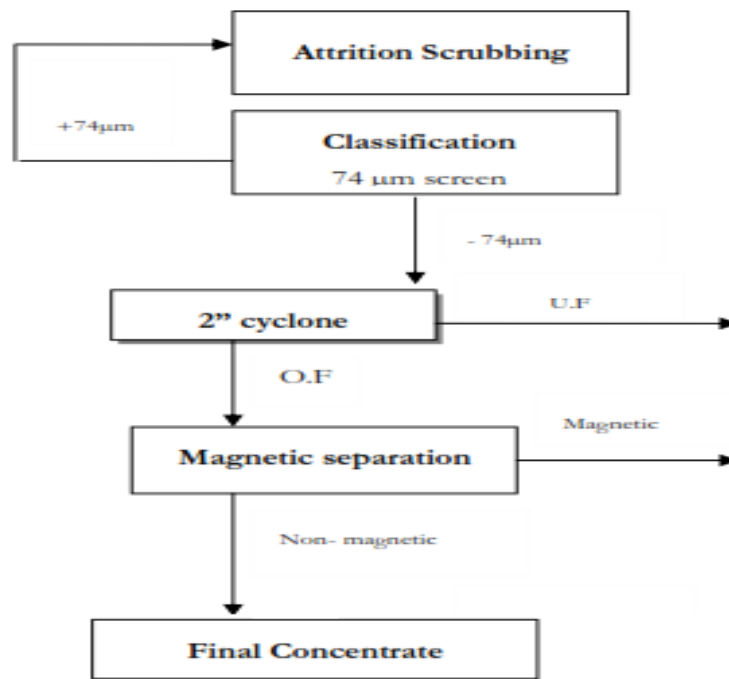 Attrition Scrubbing
+74µm
Classification
74 µm screen
- 74µm
2” cyclone
U.F
O.F
Magnetic
Magnetic separation
Non- magnetic
Final Concentrate